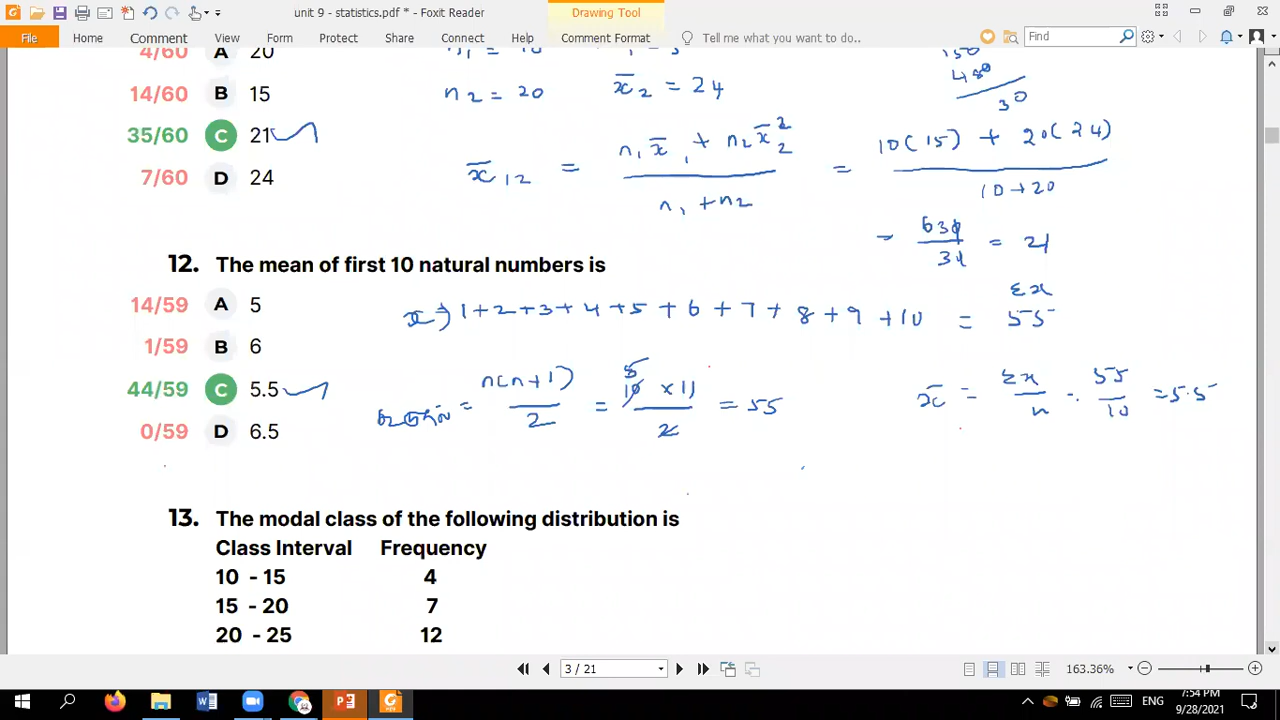 unit 9 - statistics.pdf * - Foxit Reader
Drawing Tool
File Home Comment View Form Protect Share Connect Help Comment Format Tell me what you want to do.. Find
4/60 A 20
14/60 B 15
n2 = 20 x̄2 = 24
450
30
35/60 C 21
x̄12 = n1x̄1 + n2x̄2 / n1 + n2 = 10(15) + 20(24) / 10+20
7/60 D 24
= 630/30 = 21
12. The mean of first 10 natural numbers is
14/59 A 5
Σx
x) 1+2+3+4+5+6+7+8+9+10 = 55
1/59 B 6
44/59 C 5.5
= n(n+1)/2 = 5 10 x 11/2 = 55
x̄ = Σx/n = 55/10 = 5.5
0/59 D 6.5
13. The modal class of the following distribution is
Class Interval Frequency
10 - 15 4
15 - 20 7
20 - 25 12
3 / 21 163.36%
ENG 7:54 PM
9/28/2021